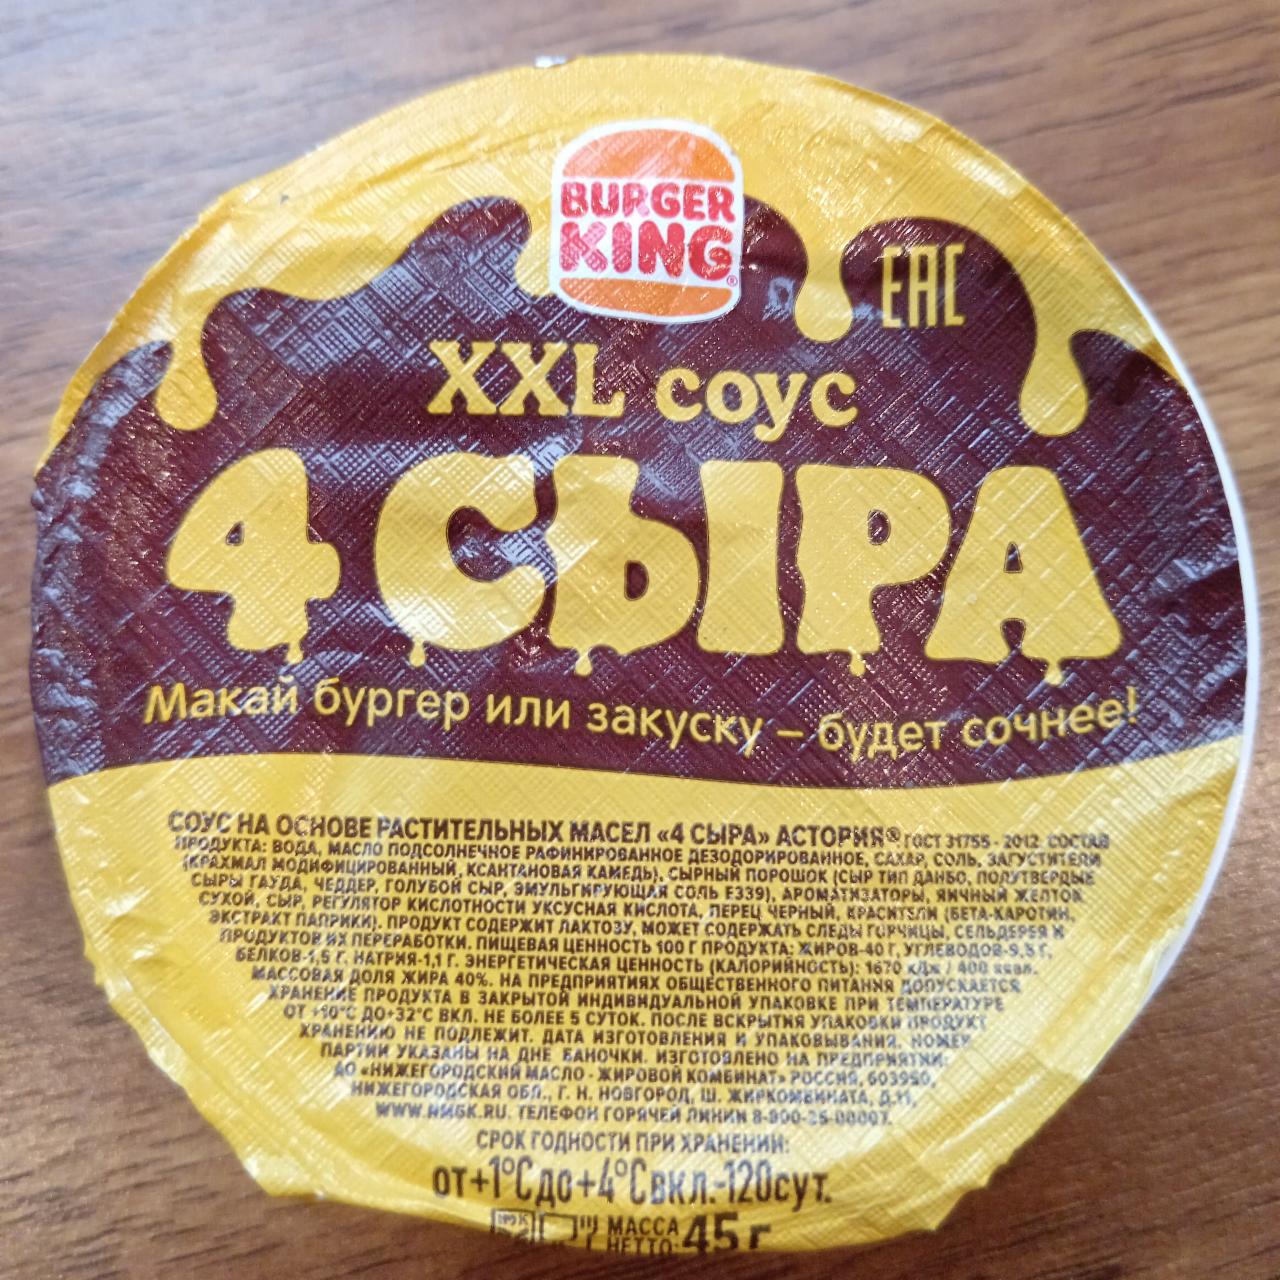 BURGER
KING®
EAC
XXL соус
4 СЫРА
Макай бургер или закуску – будет сочнее!
СОУС НА ОСНОВЕ РАСТИТЕЛЬНЫХ МАСЕЛ «4 СЫРА» АСТОРИЯ® ГОСТ 31755 - 2012. СОСТАВ
ПРОДУКТА: ВОДА, МАСЛО ПОДСОЛНЕЧНОЕ РАФИНИРОВАННОЕ ДЕЗОДОРИРОВАННОЕ, САХАР, СОЛЬ, ЗАГУСТИТЕЛИ
(КРАХМАЛ МОДИФИЦИРОВАННЫЙ, КСАНТАНОВАЯ КАМЕДЬ), СЫРНЫЙ ПОРОШОК (СЫР ТИП ДАНБО, ПОЛУТВЕРДЫЕ
СЫРЫ ГАУДА, ЧЕДДЕР, ГОЛУБОЙ СЫР, ЭМУЛЬГИРУЮЩАЯ СОЛЬ Е339), АРОМАТИЗАТОРЫ, ЯИЧНЫЙ ЖЕЛТОК
СУХОЙ, СЫР, РЕГУЛЯТОР КИСЛОТНОСТИ УКСУСНАЯ КИСЛОТА, ПЕРЕЦ ЧЕРНЫЙ, КРАСИТЕЛИ (БЕТА-КАРОТИН,
ЭКСТРАКТ ПАПРИКИ). ПРОДУКТ СОДЕРЖИТ ЛАКТОЗУ, МОЖЕТ СОДЕРЖАТЬ СЛЕДЫ ГОРЧИЦЫ, СЕЛЬДЕРЕЯ И
ПРОДУКТОВ ИХ ПЕРЕРАБОТКИ. ПИЩЕВАЯ ЦЕННОСТЬ 100 Г ПРОДУКТА: ЖИРОВ-40 Г, УГЛЕВОДОВ-9,5 Г,
БЕЛКОВ-1,5 Г, НАТРИЯ-1,1 Г. ЭНЕРГЕТИЧЕСКАЯ ЦЕННОСТЬ (КАЛОРИЙНОСТЬ): 1670 кДж / 400 ккал.
МАССОВАЯ ДОЛЯ ЖИРА 40%. НА ПРЕДПРИЯТИЯХ ОБЩЕСТВЕННОГО ПИТАНИЯ ДОПУСКАЕТСЯ
ХРАНЕНИЕ ПРОДУКТА В ЗАКРЫТОЙ ИНДИВИДУАЛЬНОЙ УПАКОВКЕ ПРИ ТЕМПЕРАТУРЕ
ОТ +10°С ДО+32°С ВКЛ. НЕ БОЛЕЕ 5 СУТОК. ПОСЛЕ ВСКРЫТИЯ УПАКОВКИ ПРОДУКТ
ХРАНЕНИЮ НЕ ПОДЛЕЖИТ. ДАТА ИЗГОТОВЛЕНИЯ И УПАКОВЫВАНИЯ, НОМЕР
ПАРТИИ УКАЗАНЫ НА ДНЕ БАНОЧКИ. ИЗГОТОВЛЕНО НА ПРЕДПРИЯТИИ:
АО «НИЖЕГОРОДСКИЙ МАСЛО - ЖИРОВОЙ КОМБИНАТ» РОССИЯ, 603950,
НИЖЕГОРОДСКАЯ ОБЛ., Г. Н. НОВГОРОД, Ш. ЖИРКОМБИНАТА, Д.11,
WWW.NMGK.RU. ТЕЛЕФОН ГОРЯЧЕЙ ЛИНИИ 8-800-25-00007.
СРОК ГОДНОСТИ ПРИ ХРАНЕНИИ:
от+1°Сдо+4°Свкл.-120сут.
МАССА
НЕТТО: 45 г